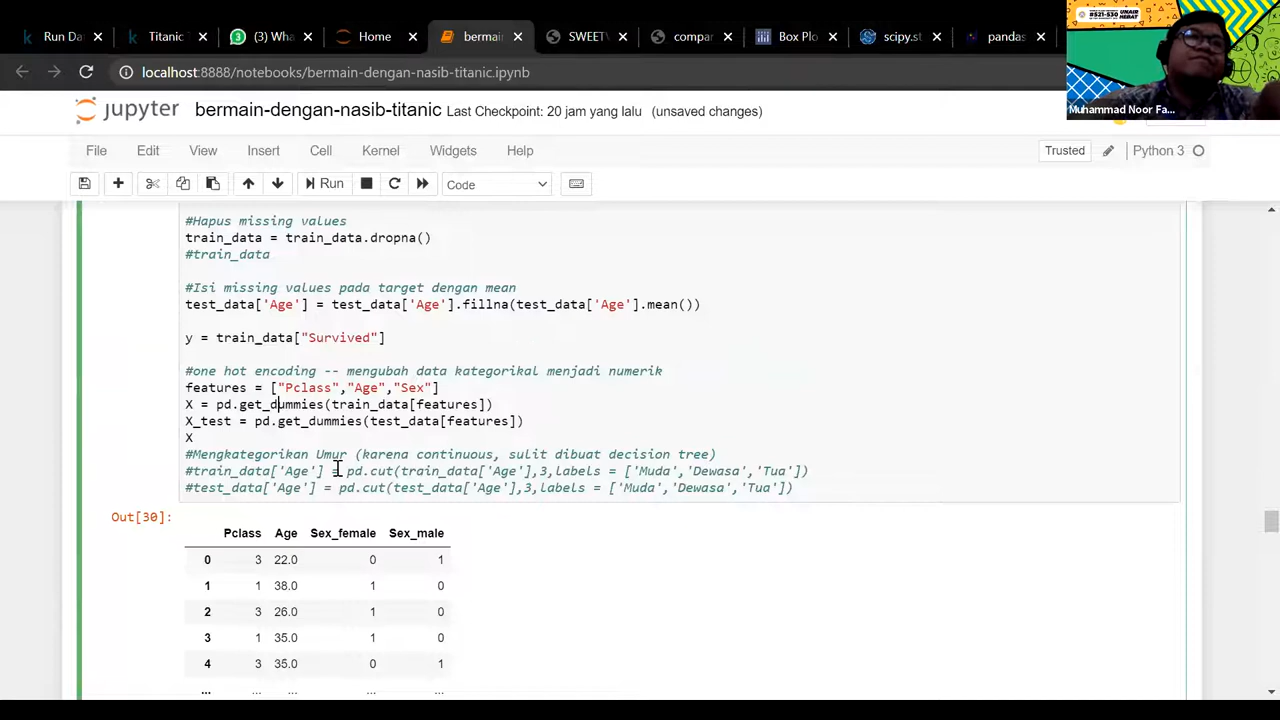 Run Da
Titanic
(3) Wha
Home
bermain
SWEETV
compar
Box Plo
scipy.st
pandas
#S21-S30
UNAIR
HEBAT
localhost:8888/notebooks/bermain-dengan-nasib-titanic.ipynb
Muhammad Noor Fa...
jupyter bermain-dengan-nasib-titanic Last Checkpoint: 20 jam yang lalu (unsaved changes)
File Edit View Insert Cell Kernel Widgets Help
Trusted Python 3
Run Code
#Hapus missing values
train_data = train_data.dropna()
#train_data
#Isi missing values pada target dengan mean
test_data['Age'] = test_data['Age'].fillna(test_data['Age'].mean())
y = train_data["Survived"]
#one hot encoding -- mengubah data kategorikal menjadi numerik
features = ["Pclass","Age","Sex"]
X = pd.get_dummies(train_data[features])
X_test = pd.get_dummies(test_data[features])
X
#Mengkategorikan Umur (karena continuous, sulit dibuat decision tree)
#train_data['Age'] = pd.cut(train_data['Age'],3,labels = ['Muda','Dewasa','Tua'])
#test_data['Age'] = pd.cut(test_data['Age'],3,labels = ['Muda','Dewasa','Tua'])
Out[30]:
Pclass Age Sex_female Sex_male
0 3 22.0 0 1
1 1 38.0 1 0
2 3 26.0 1 0
3 1 35.0 1 0
4 3 35.0 0 1
... ... ... ... ...